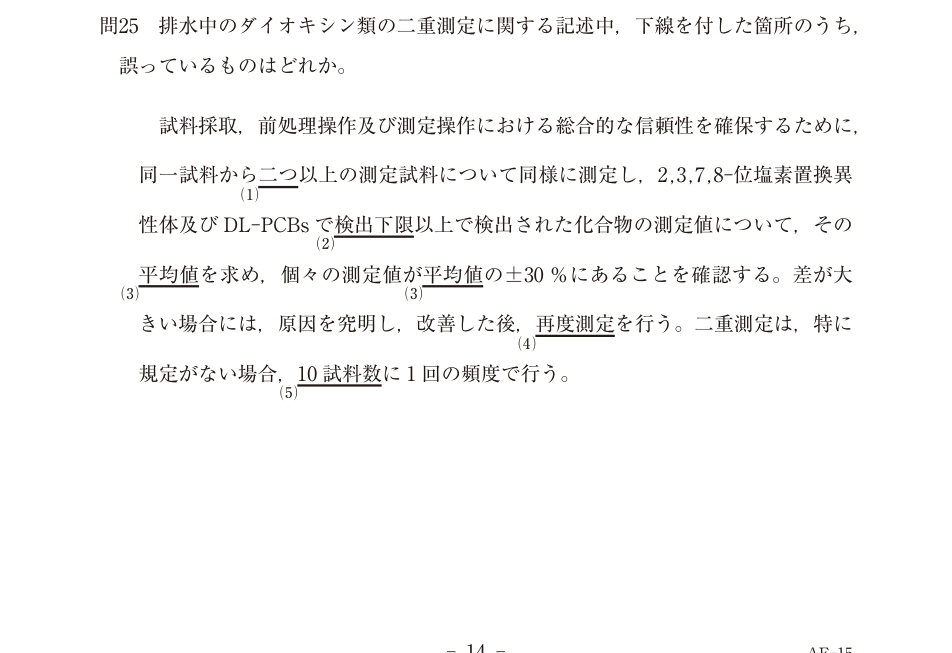 問25 排水中のダイオキシン類の二重測定に関する記述中，下線を付した箇所のうち，
誤っているものはどれか。
試料採取，前処理操作及び測定操作における総合的な信頼性を確保するために，
同一試料から二つ以上の測定試料について同様に測定し，2,3,7,8-位塩素置換異
(1)
性体及び DL-PCBs で検出下限以上で検出された化合物の測定値について，その
(2)
平均値を求め，個々の測定値が平均値の±30 %にあることを確認する。差が大
(3) (3)
きい場合には，原因を究明し，改善した後，再度測定を行う。二重測定は，特に
(4)
規定がない場合，10 試料数に 1 回の頻度で行う。
(5)
- 14 -
AE-15